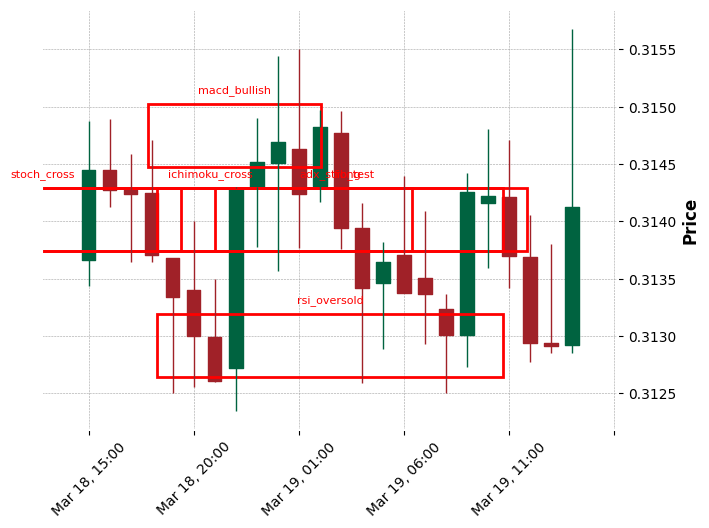 macd_bullish
stoch_cross
ichimoku_cross
rsi_oversold
0.3155
0.3150
0.3145
0.3140
0.3135
0.3130
0.3125
Price
Mar 18, 15:00
Mar 18, 20:00
Mar 19, 01:00
Mar 19, 06:00
Mar 19, 11:00